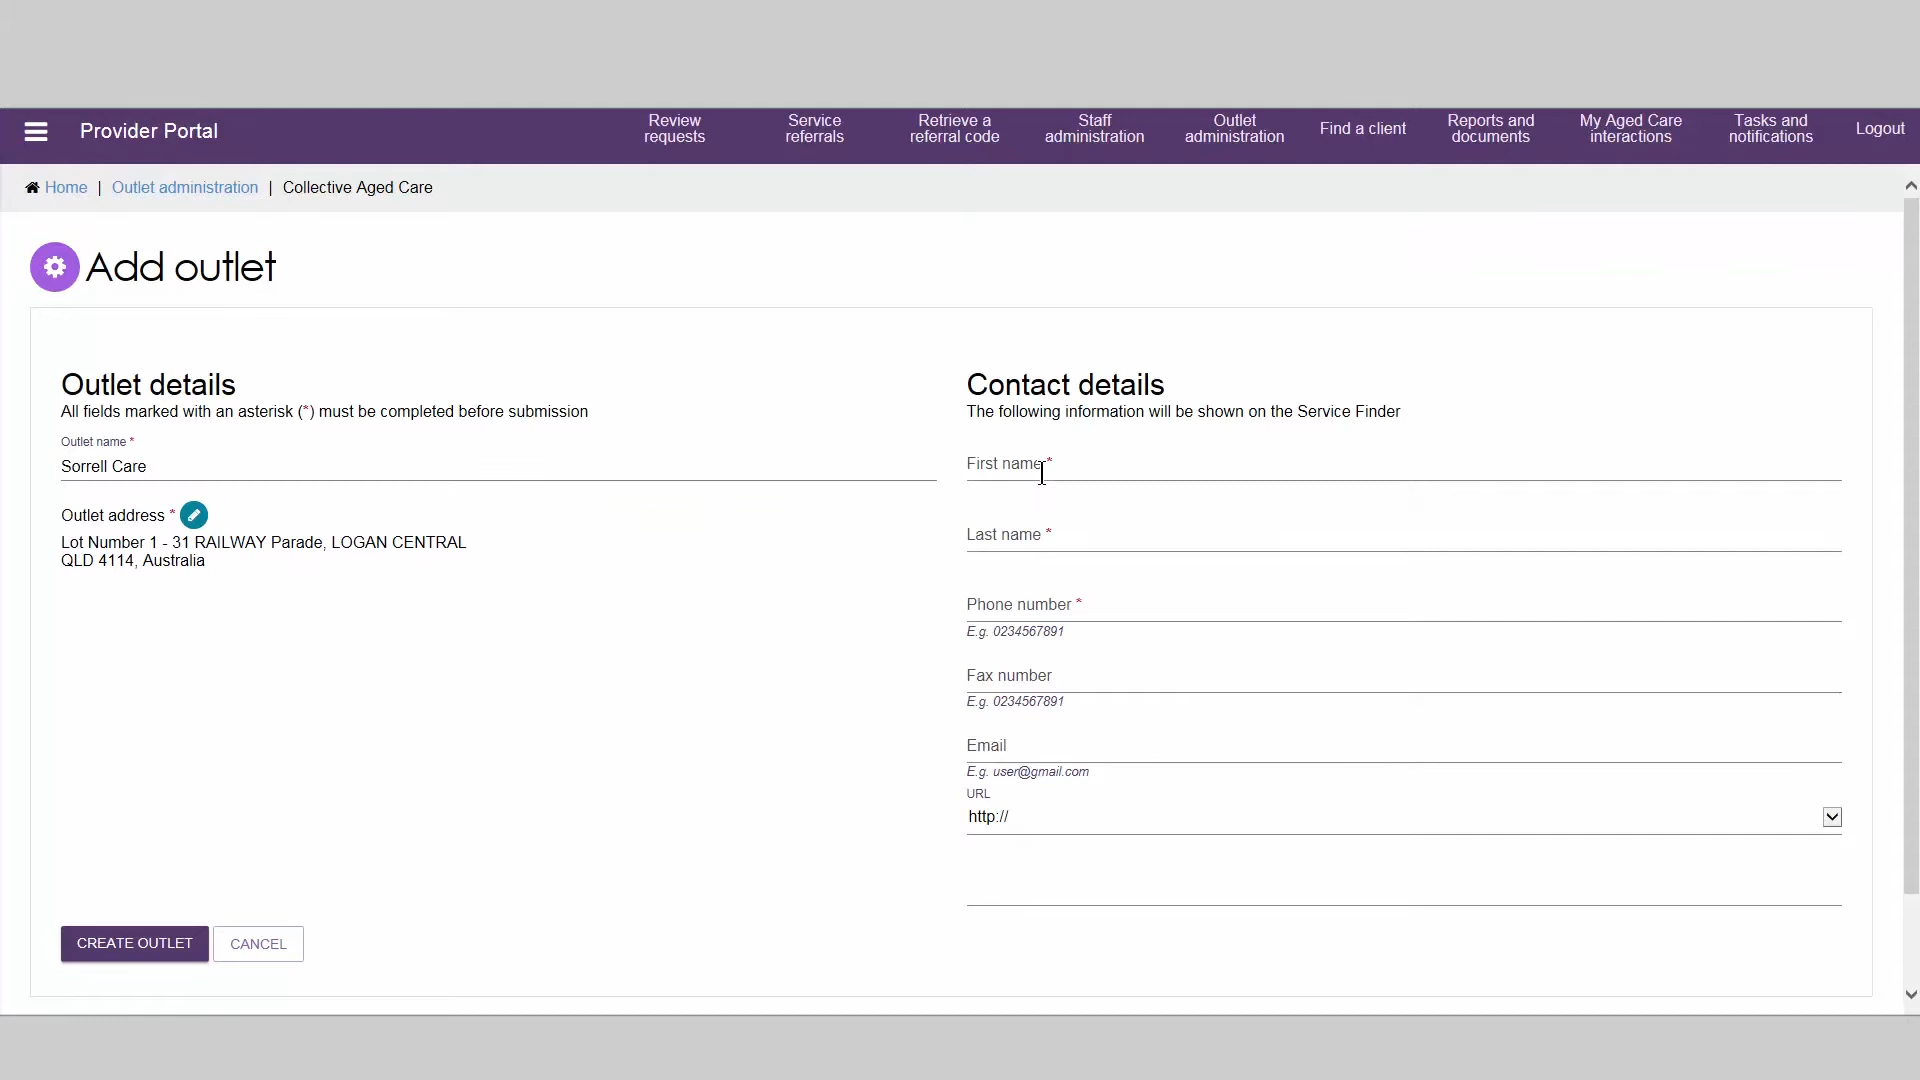 Provider Portal
Review
requests
Service
referrals
Retrieve a
referral code
Staff
administration
Outlet
administration
Find a client
Reports and
documents
My Aged Care
interactions
Tasks and
notifications
Logout
Home | Outlet administration | Collective Aged Care
Add outlet
Outlet details
All fields marked with an asterisk (*) must be completed before submission
Outlet name *
Sorrell Care
Outlet address *
Lot Number 1 - 31 RAILWAY Parade, LOGAN CENTRAL
QLD 4114, Australia
Contact details
The following information will be shown on the Service Finder
First name *
Last name *
Phone number *
E.g. 0234567891
Fax number
E.g. 0234567891
Email
E.g. user@gmail.com
URL
http://
CREATE OUTLET
CANCEL